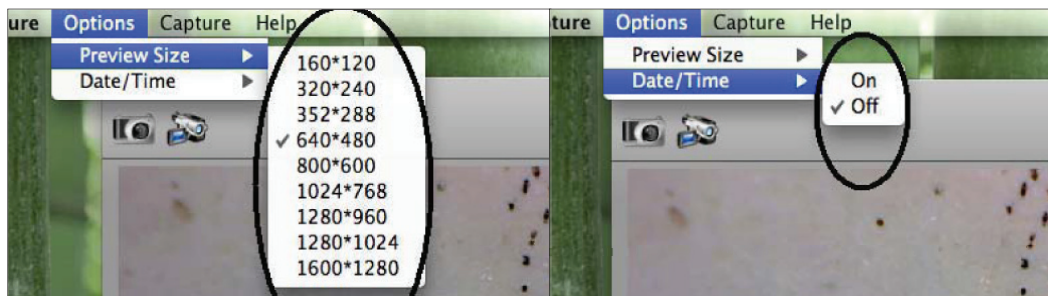 ure Options Capture Help
Preview Size ▶
Date/Time ▶
160*120
320*240
352*288
✓ 640*480
800*600
1024*768
1280*960
1280*1024
1600*1280
ture Options Capture Help
Preview Size ▶
Date/Time ▶
On
✓ Off